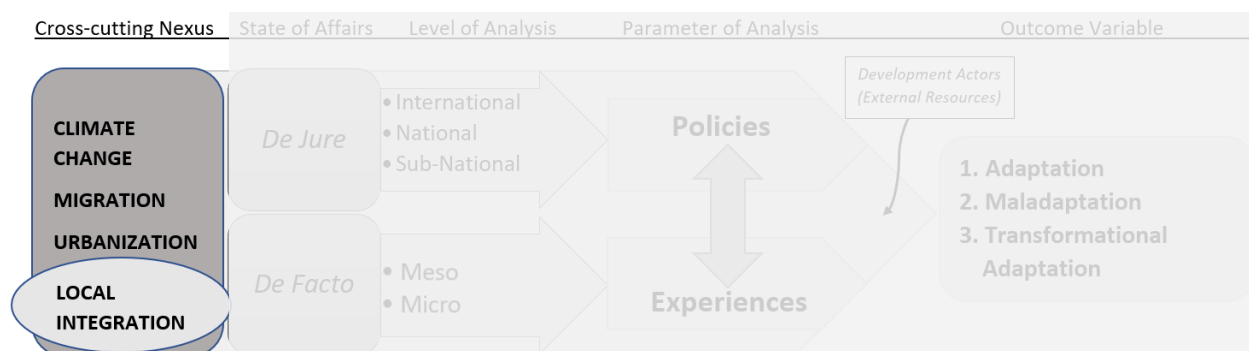 Cross-cutting Nexus
State of Affairs
Level of Analysis
Parameter of Analysis
Outcome Variable
CLIMATE
CHANGE
MIGRATION
URBANIZATION
LOCAL
INTEGRATION
De Jure
• International
• National
• Sub-National
Policies
Development Actors
(External Resources)
De Facto
• Meso
• Micro
Experiences
1. Adaptation
2. Maladaptation
3. Transformational
Adaptation